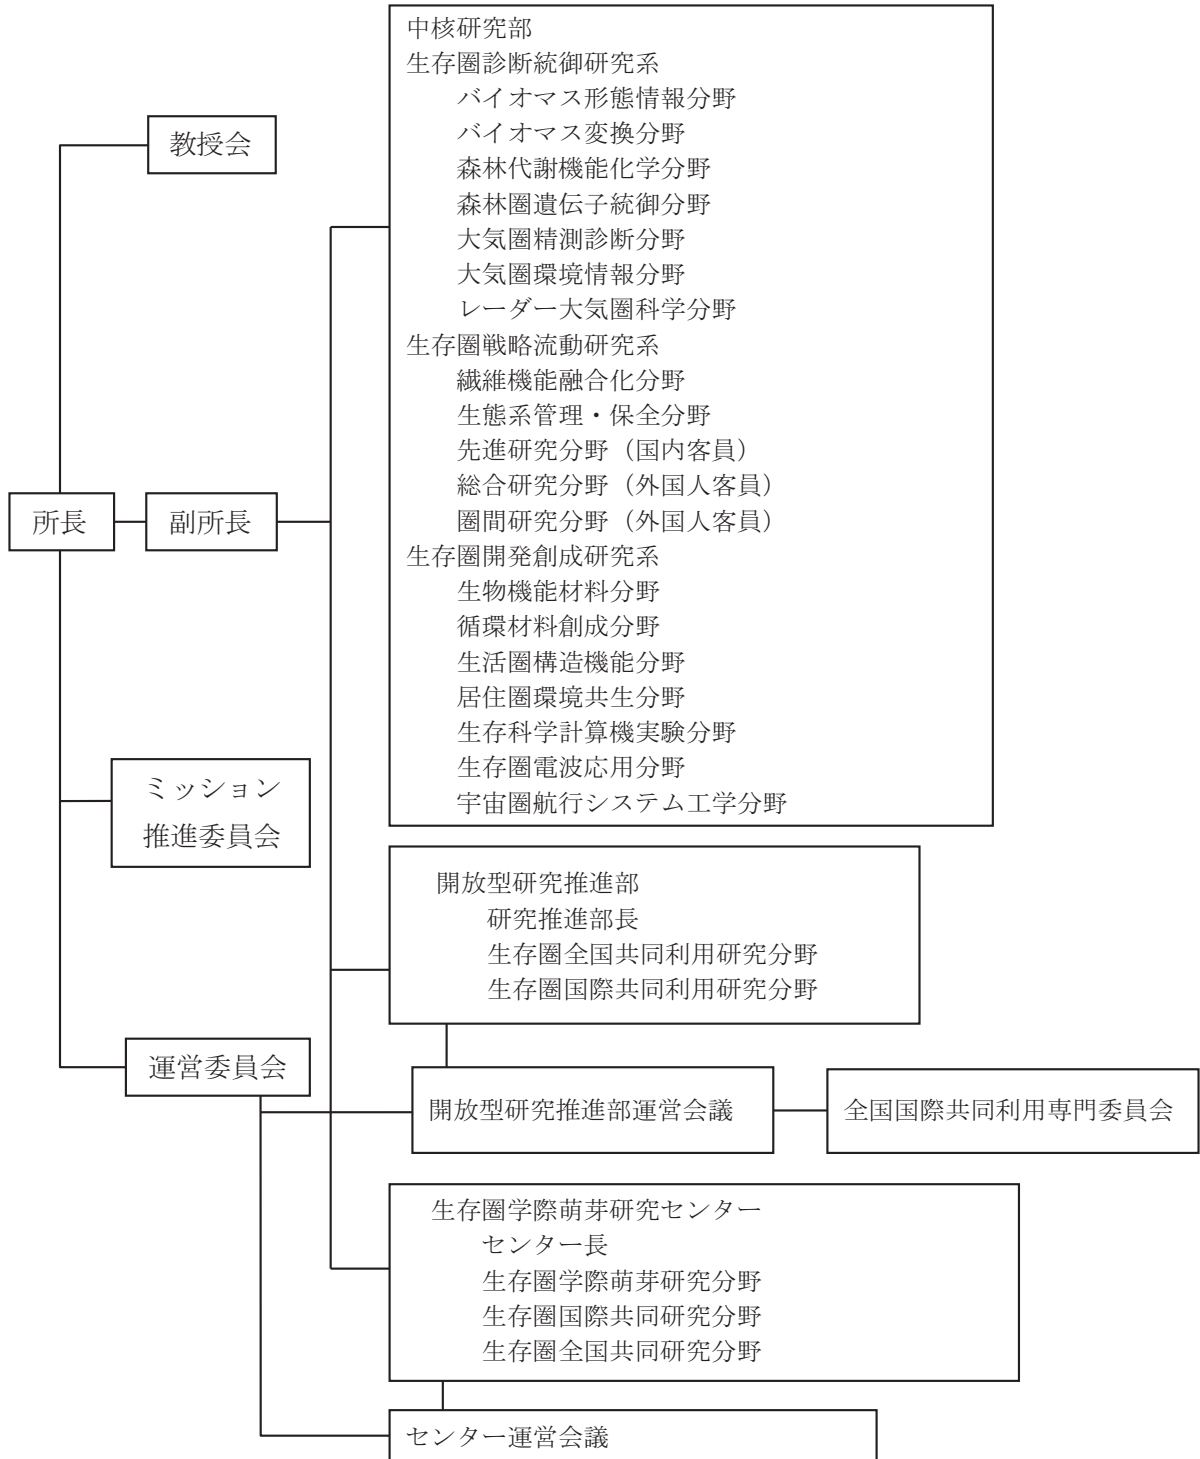 中核研究部
生存圏診断統御研究系
バイオマス形態情報分野
バイオマス変換分野
森林代謝機能化学分野
森林圏遺伝子統御分野
大気圏精測診断分野
大気圏環境情報分野
レーダー大気圏科学分野
生存圏戦略流動研究系
繊維機能融合化分野
生態系管理・保全分野
先進研究分野(国内客員)
総合研究分野(外国人客員)
圏間研究分野(外国人客員)
生存圏開発創成研究系
生物機能材料分野
循環材料創成分野
生活圏構造機能分野
居住圏環境共生分野
生存科学計算機実験分野
生存圏電波応用分野
宇宙圏航行システム工学分野
教授会
所長
副所長
ミッション
推進委員会
開放型研究推進部
研究推進部長
生存圏全国共同利用研究分野
生存圏国際共同利用研究分野
運営委員会
開放型研究推進部運営会議
全国国際共同利用専門委員会
生存圏学際萌芽研究センター
センター長
生存圏学際萌芽研究分野
生存圏国際共同研究分野
生存圏全国共同研究分野
センター運営会議